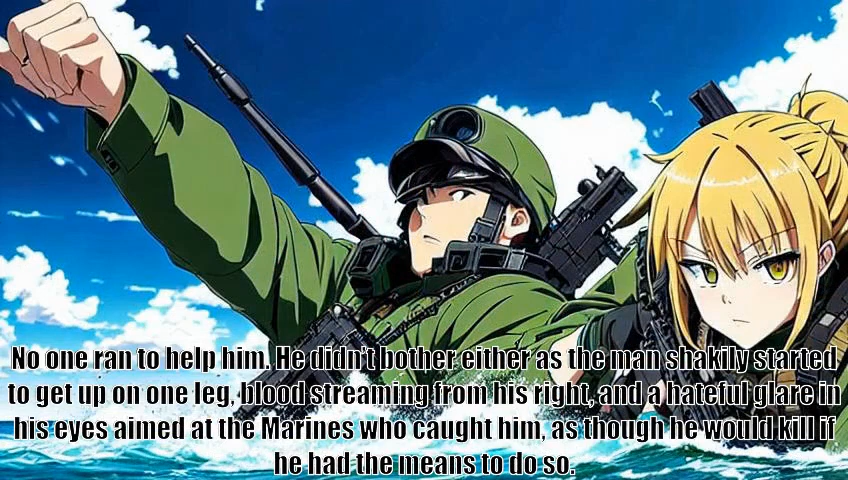 No one ran to help him. He didn't bother either as the man shakily started
to get up on one leg, blood streaming from his right, and a hateful glare in
his eyes aimed at the Marines who caught him, as though he would kill if
he had the means to do so.